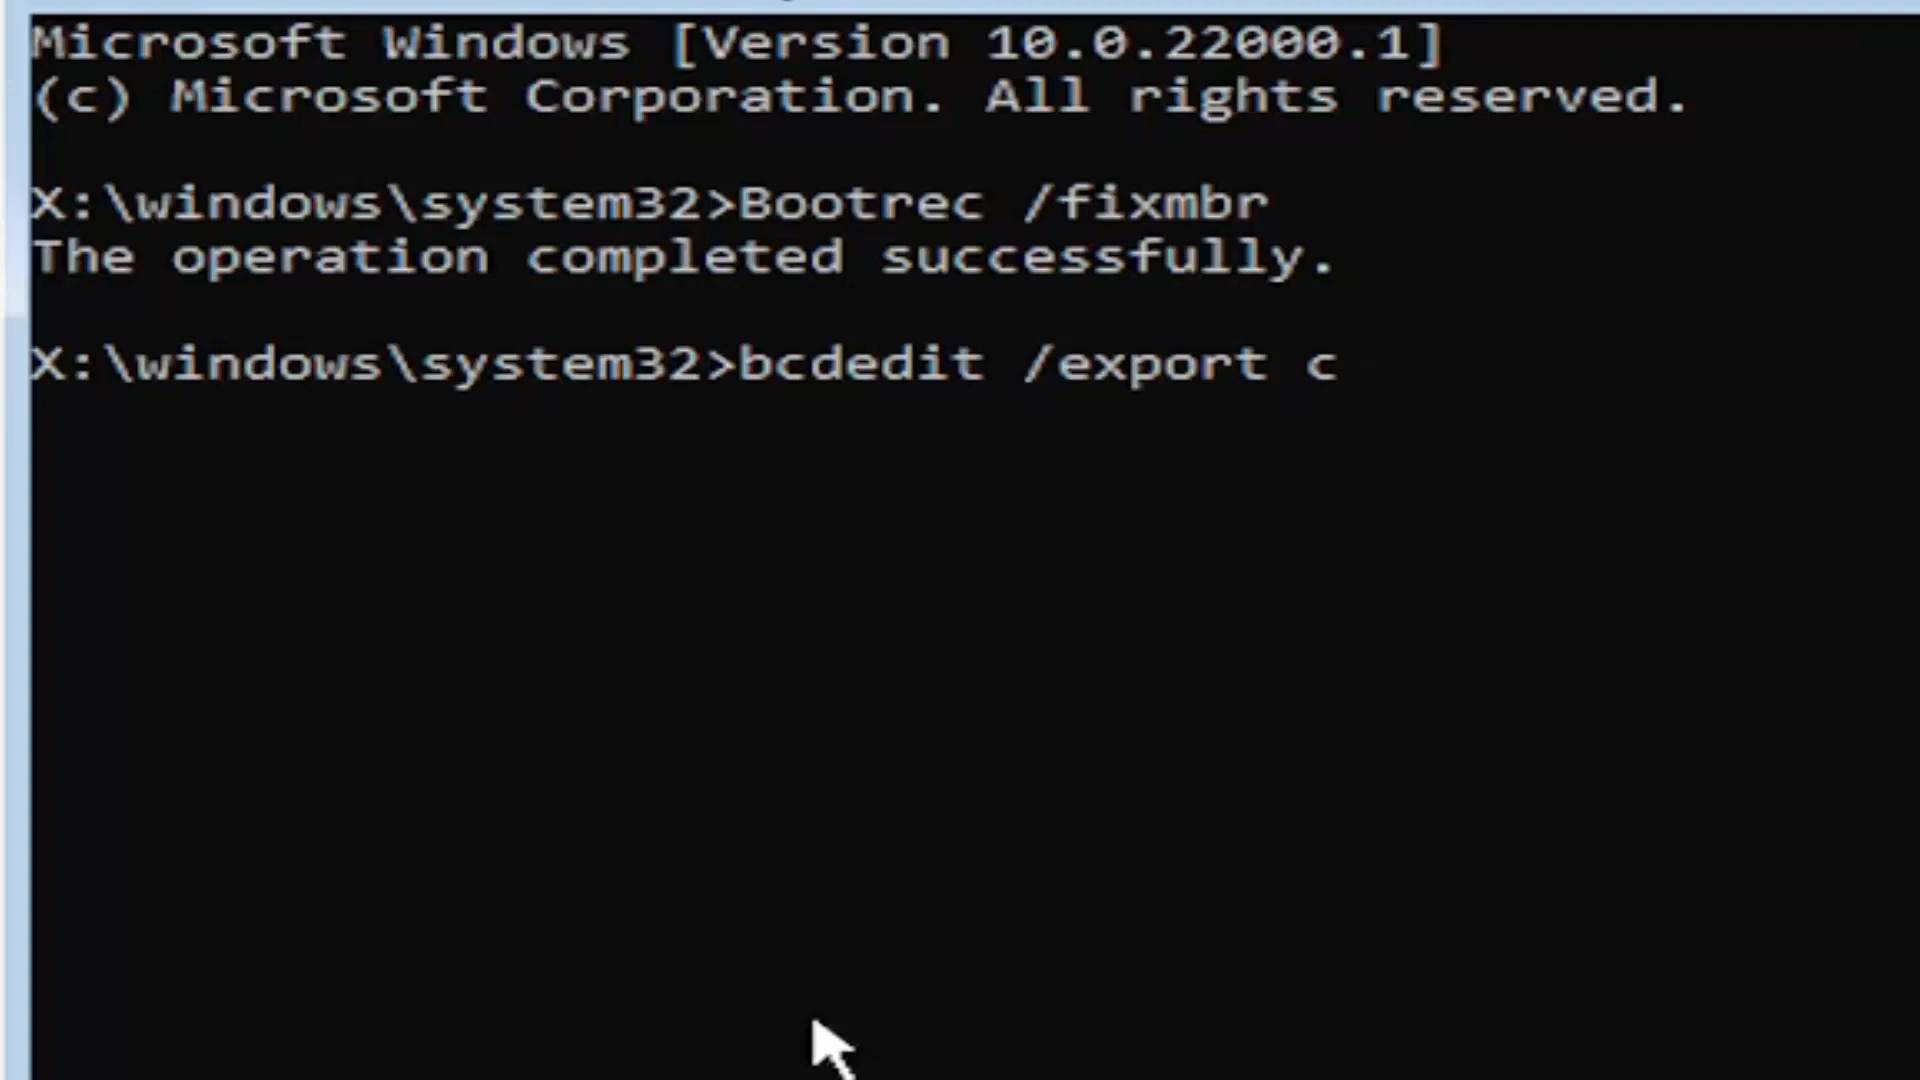 Microsoft Windows [Version 10.0.22000.1]
(c) Microsoft Corporation. All rights reserved.
X:\windows\system32>Bootrec /fixmbr
The operation completed successfully.
X:\windows\system32>bcdedit /export c